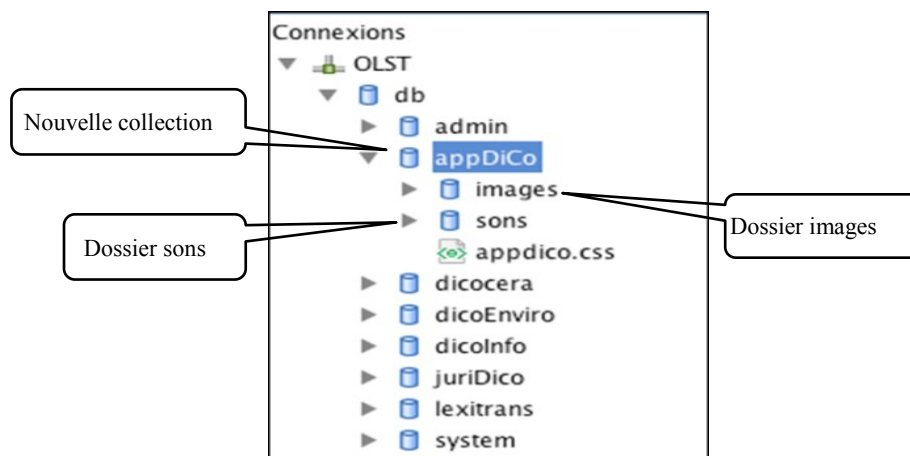 Connexions
OLST
db
Nouvelle collection
admin
appDiCo
images
Dossier images
Dossier sons
sons
appdico.css
dicocera
dicoEnviro
dicoInfo
juriDico
lexitrans
system